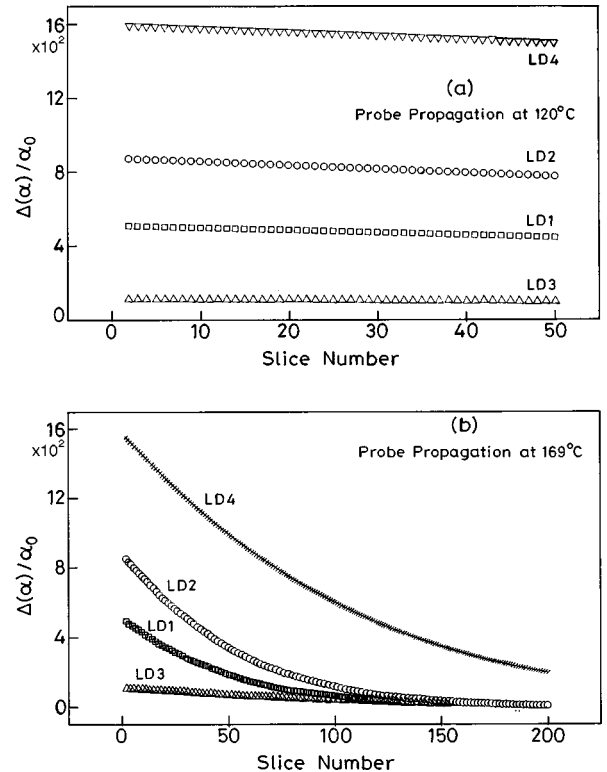 16
×10²
12
8
4
0
Δ(α)/α₀
LD4
(a)
Probe Propagation at 120°C
LD2
LD1
LD3
0 10 20 30 40 50
Slice Number
16
×10²
12
8
4
0
Δ(α)/α₀
(b)
Probe Propagation at 169°C
LD4
LD2
LD1
LD3
0 50 100 150 200
Slice Number